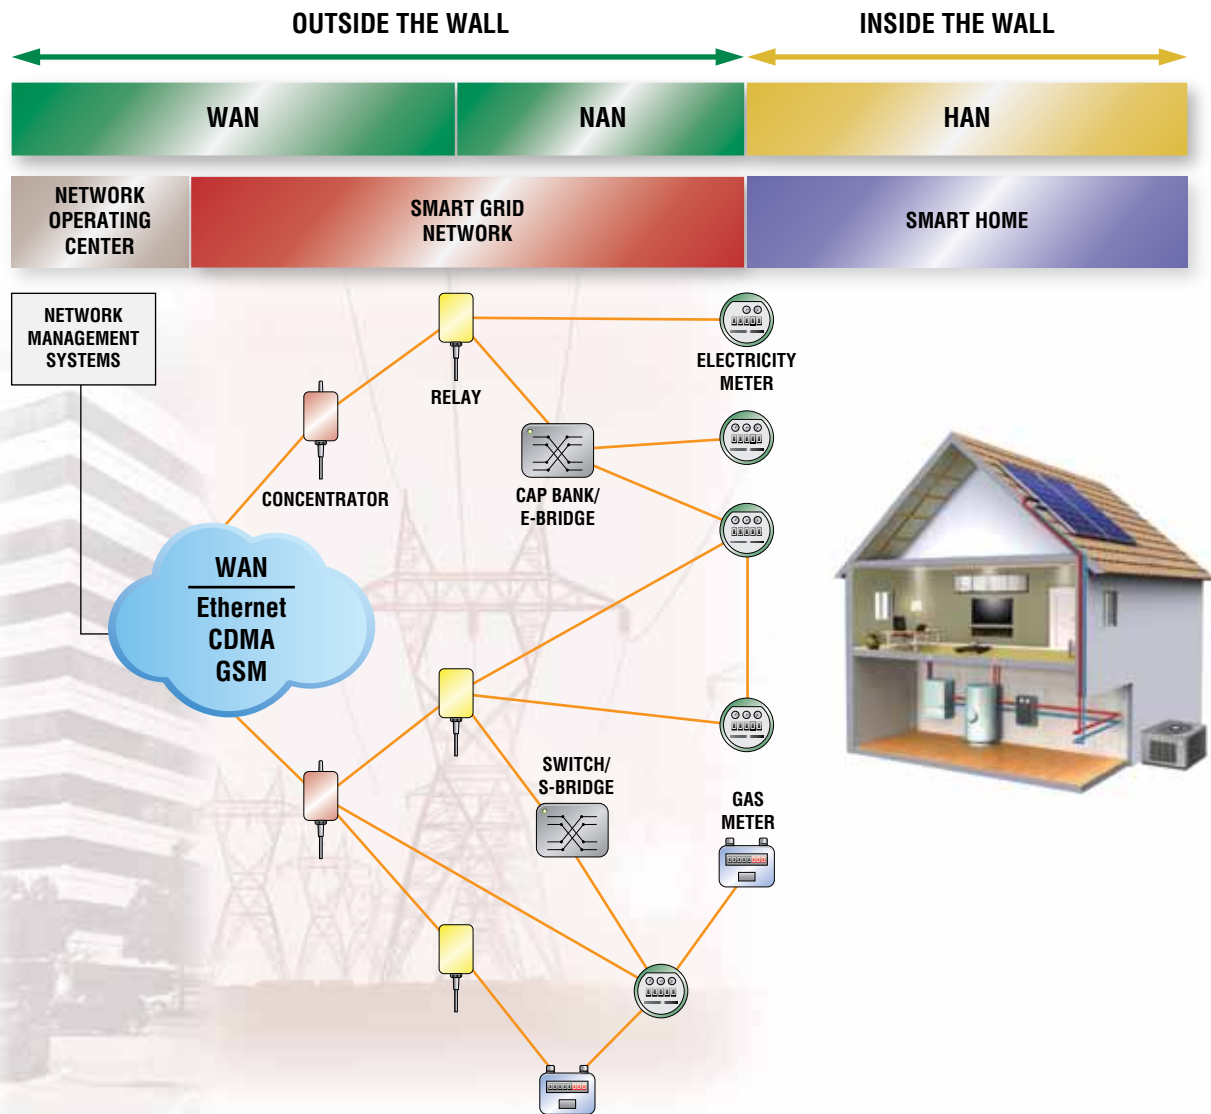 OUTSIDE THE WALL
INSIDE THE WALL
WAN
NAN
HAN
NETWORK
OPERATING
CENTER
SMART GRID
NETWORK
SMART HOME
NETWORK
MANAGEMENT
SYSTEMS
RELAY
ELECTRICITY
METER
CONCENTRATOR
CAP BANK/
E-BRIDGE
WAN
Ethernet
CDMA
GSM
SWITCH/
S-BRIDGE
GAS
METER